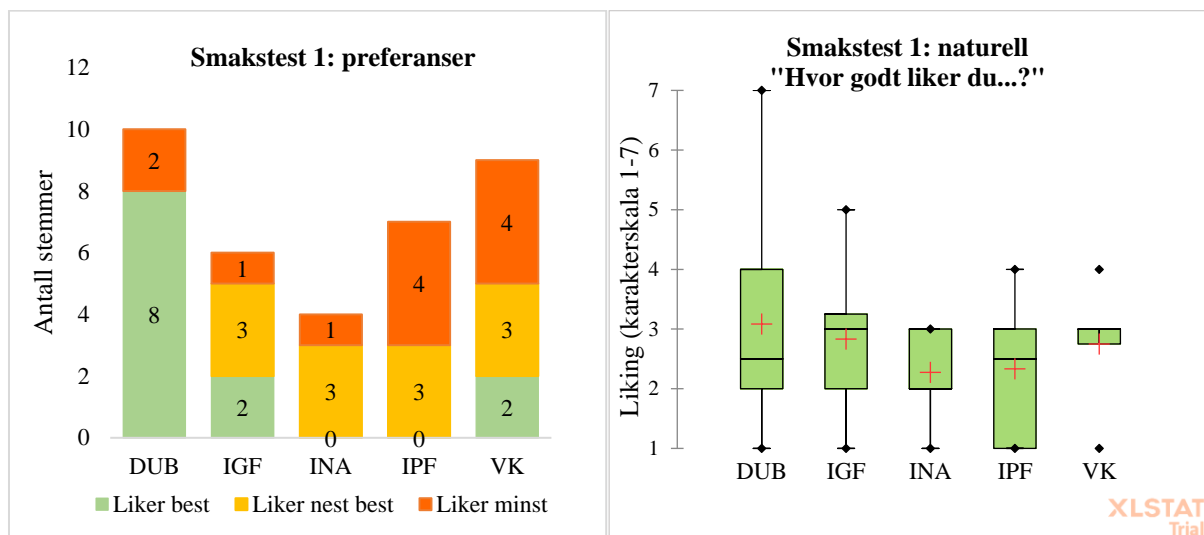 Smakstest 1: preferanser
Antall stemmer
12
10
8
6
4
2
0
2
8
1
3
2
1
3
0
4
3
0
4
3
2
DUB IGF INA IPF VK
Liker best Liker nest best Liker minst
Smakstest 1: naturell
"Hvor godt liker du...?"
Liking (karakterskala 1-7)
7
6
5
4
3
2
1
DUB IGF INA IPF VK
XLSTAT
Trial